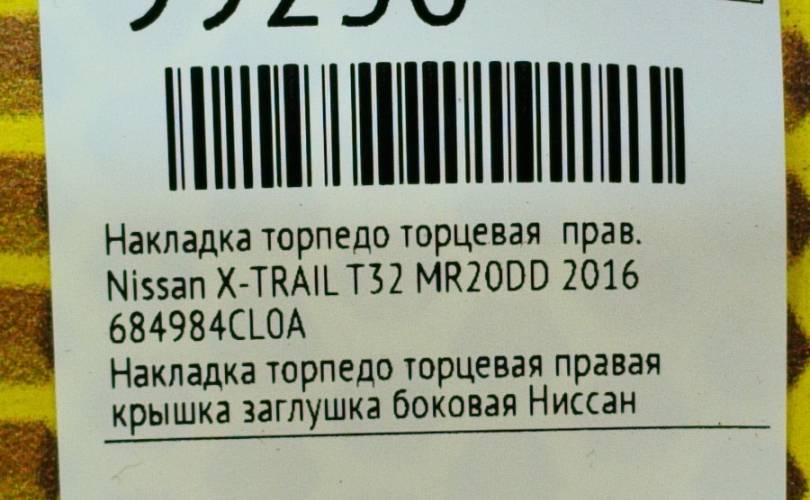 Накладка торпедо торцевая прав.
Nissan X-TRAIL T32 MR20DD 2016
684984CL0A
Накладка торпедо торцевая правая
крышка заглушка боковая Ниссан